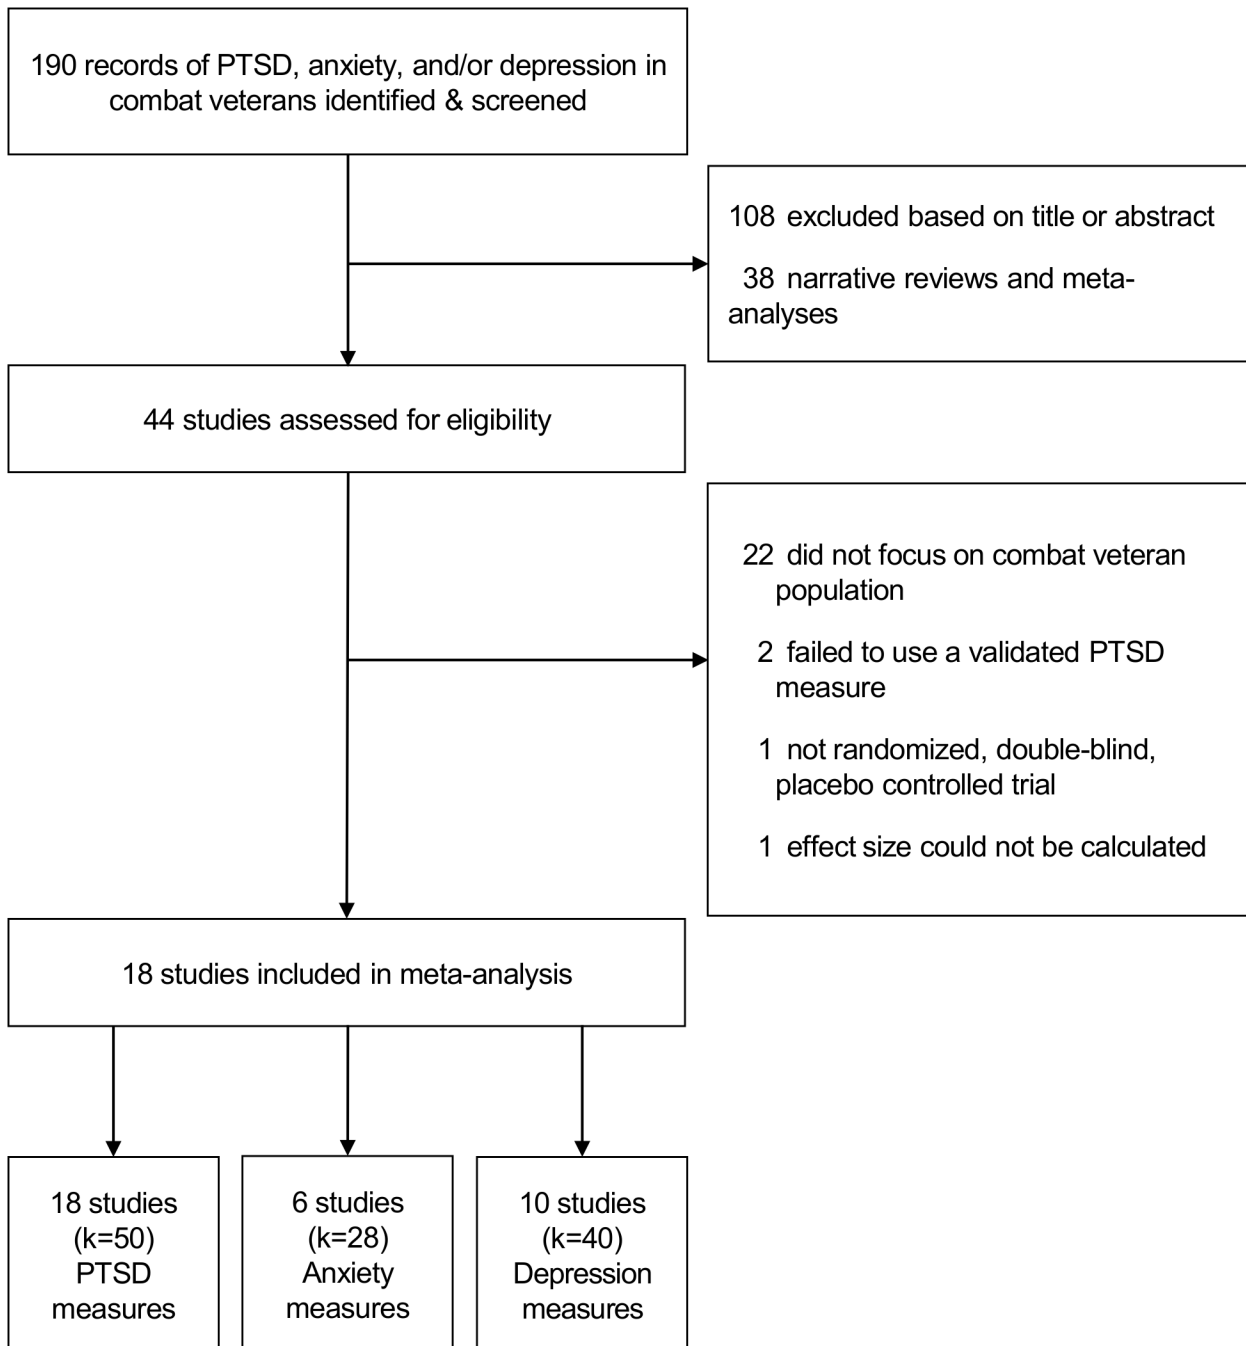 190 records of PTSD, anxiety, and/or depression in
combat veterans identified & screened
108 excluded based on title or abstract
38 narrative reviews and meta-
analyses
44 studies assessed for eligibility
22 did not focus on combat veteran
population
2 failed to use a validated PTSD
measure
1 not randomized, double-blind,
placebo controlled trial
1 effect size could not be calculated
18 studies included in meta-analysis
18 studies
(k=50)
PTSD
measures
6 studies
(k=28)
Anxiety
measures
10 studies
(k=40)
Depression
measures